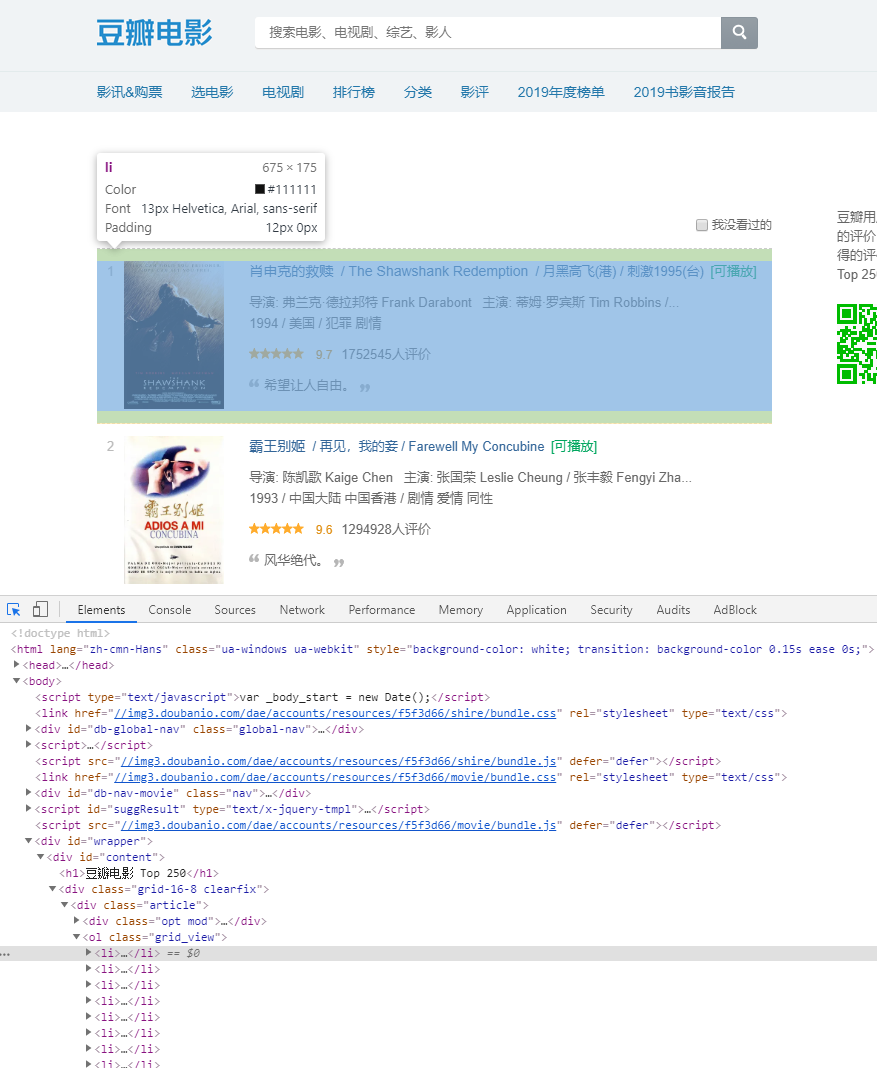 豆瓣电影
搜索电影、电视剧、综艺、影人
影讯&购票 选电影 电视剧 排行榜 分类 影评 2019年度榜单 2019书影音报告
li 675 × 175
Color #111111
Font 13px Helvetica, Arial, sans-serif
Padding 12px 0px
我没看过的
豆瓣用
的评价
得的评
Top 250
1
肖申克的救赎 / The Shawshank Redemption / 月黑高飞(港) / 刺激1995(台) [可播放]
导演: 弗兰克·德拉邦特 Frank Darabont 主演: 蒂姆·罗宾斯 Tim Robbins /...
1994 / 美国 / 犯罪 剧情
9.7 1752545人评价
“ 希望让人自由。 ”
THE SHAWSHANK
REDEMPTION
2
霸王别姬 / 再见，我的妾 / Farewell My Concubine [可播放]
导演: 陈凯歌 Kaige Chen 主演: 张国荣 Leslie Cheung / 张丰毅 Fengyi Zha...
1993 / 中国大陆 中国香港 / 剧情 爱情 同性
9.6 1294928人评价
“ 风华绝代。 ”
霸王别姬
ADIOS A MI
CONCUBINA
Elements Console Sources Network Performance Memory Application Security Audits AdBlock
<!doctype html>
<html lang="zh-cmn-Hans" class="ua-windows ua-webkit" style="background-color: white; transition: background-color 0.15s ease 0s;">
<head>…</head>
<body>
<script type="text/javascript">var _body_start = new Date();</script>
<link href="//img3.doubanio.com/dae/accounts/resources/f5f3d66/shire/bundle.css" rel="stylesheet" type="text/css">
<div id="db-global-nav" class="global-nav">…</div>
<script>…</script>
<script src="//img3.doubanio.com/dae/accounts/resources/f5f3d66/shire/bundle.js" defer="defer"></script>
<link href="//img3.doubanio.com/dae/accounts/resources/f5f3d66/movie/bundle.css" rel="stylesheet" type="text/css">
<div id="db-nav-movie" class="nav">…</div>
<script id="suggResult" type="text/x-jquery-tmpl">…</script>
<script src="//img3.doubanio.com/dae/accounts/resources/f5f3d66/movie/bundle.js" defer="defer"></script>
<div id="wrapper">
<div id="content">
<h1>豆瓣电影 Top 250</h1>
<div class="grid-16-8 clearfix">
<div class="article">
<div class="opt mod">…</div>
<ol class="grid_view">
… <li>…</li> == $0
<li>…</li>
<li>…</li>
<li>…</li>
<li>…</li>
<li>…</li>
<li>…</li>
<li>…</li>